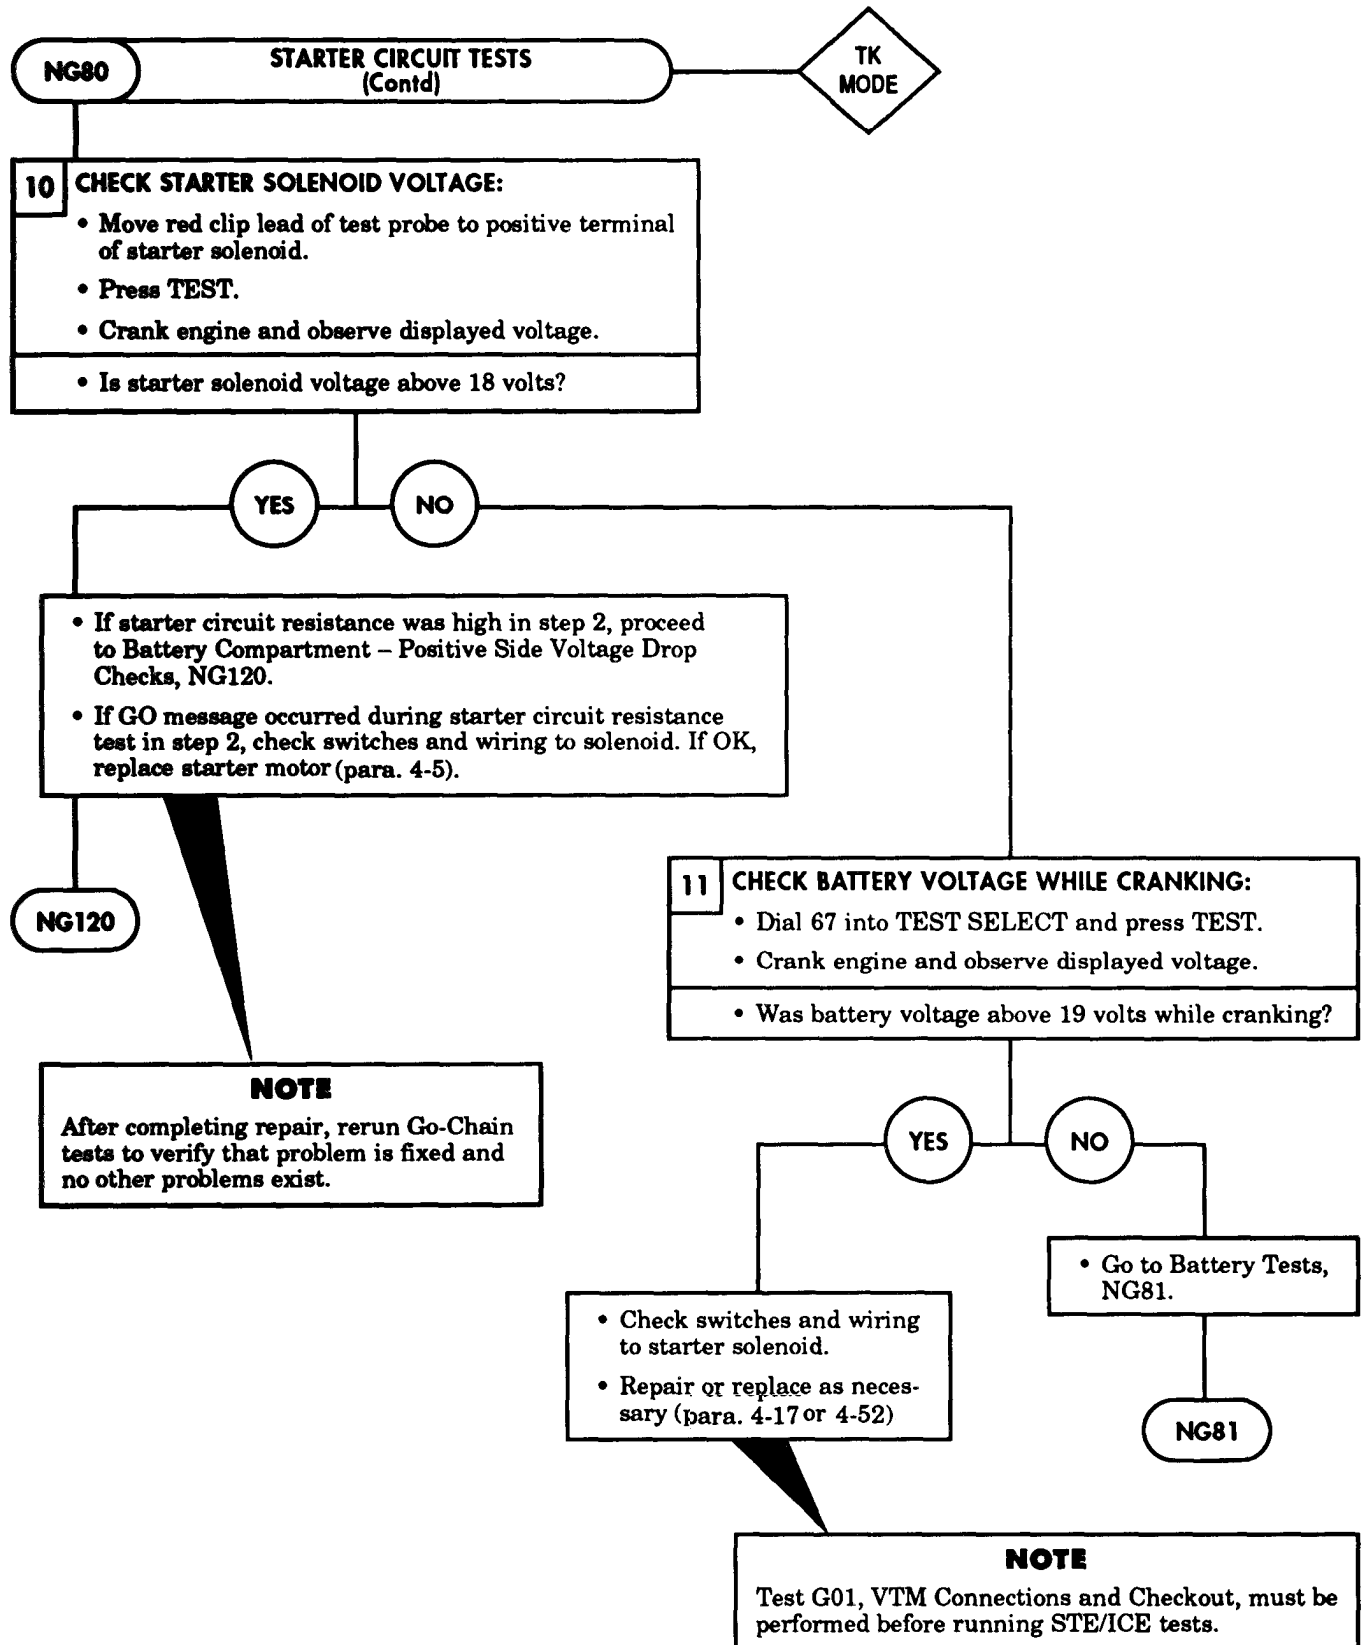 NG80
STARTER CIRCUIT TESTS
(Contd)
TK
MODE
10
CHECK STARTER SOLENOID VOLTAGE:
• Move red clip lead of test probe to positive terminal
of starter solenoid.
• Press TEST.
• Crank engine and observe displayed voltage.
• Is starter solenoid voltage above 18 volts?
YES
NO
• If starter circuit resistance was high in step 2, proceed
to Battery Compartment – Positive Side Voltage Drop
Checks, NG120.
• If GO message occurred during starter circuit resistance
test in step 2, check switches and wiring to solenoid. If OK,
replace starter motor (para. 4-5).
NG120
NOTE
After completing repair, rerun Go-Chain
tests to verify that problem is fixed and
no other problems exist.
11
CHECK BATTERY VOLTAGE WHILE CRANKING:
• Dial 67 into TEST SELECT and press TEST.
• Crank engine and observe displayed voltage.
• Was battery voltage above 19 volts while cranking?
YES
NO
• Check switches and wiring
to starter solenoid.
• Repair or replace as neces-
sary (para. 4-17 or 4-52)
• Go to Battery Tests,
NG81.
NG81
NOTE
Test G01, VTM Connections and Checkout, must be
performed before running STE/ICE tests.